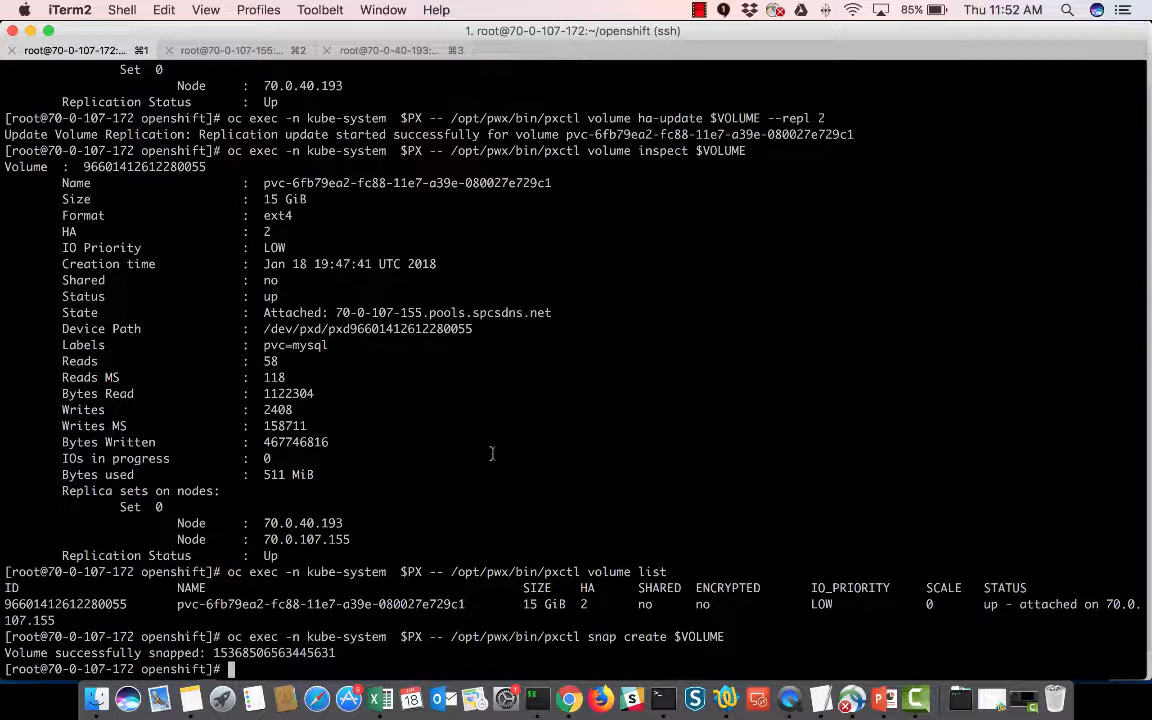 iTerm2 Shell Edit View Profiles Toolbelt Window Help 85% Thu 11:52 AM
1. root@70-0-107-172:~/openshift (ssh)
root@70-0-107-172:... ⌘1 root@70-0-107-155:... ⌘2 root@70-0-40-193:... ⌘3
Set 0
Node : 70.0.40.193
Replication Status : Up
[root@70-0-107-172 openshift]# oc exec -n kube-system $PX -- /opt/pwx/bin/pxctl volume ha-update $VOLUME --repl 2
Update Volume Replication: Replication update started successfully for volume pvc-6fb79ea2-fc88-11e7-a39e-080027e729c1
[root@70-0-107-172 openshift]# oc exec -n kube-system $PX -- /opt/pwx/bin/pxctl volume inspect $VOLUME
Volume : 96601412612280055
Name : pvc-6fb79ea2-fc88-11e7-a39e-080027e729c1
Size : 15 GiB
Format : ext4
HA : 2
IO Priority : LOW
Creation time : Jan 18 19:47:41 UTC 2018
Shared : no
Status : up
State : Attached: 70-0-107-155.pools.spcsdns.net
Device Path : /dev/pxd/pxd96601412612280055
Labels : pvc=mysql
Reads : 58
Reads MS : 118
Bytes Read : 1122304
Writes : 2408
Writes MS : 158711
Bytes Written : 467746816
IOs in progress : 0
Bytes used : 511 MiB
Replica sets on nodes:
Set 0
Node : 70.0.40.193
Node : 70.0.107.155
Replication Status : Up
[root@70-0-107-172 openshift]# oc exec -n kube-system $PX -- /opt/pwx/bin/pxctl volume list
ID NAME SIZE HA SHARED ENCRYPTED IO_PRIORITY SCALE STATUS
96601412612280055 pvc-6fb79ea2-fc88-11e7-a39e-080027e729c1 15 GiB 2 no no LOW 0 up - attached on 70.0.
107.155
[root@70-0-107-172 openshift]# oc exec -n kube-system $PX -- /opt/pwx/bin/pxctl snap create $VOLUME
Volume successfully snapped: 15368506563445631
[root@70-0-107-172 openshift]#